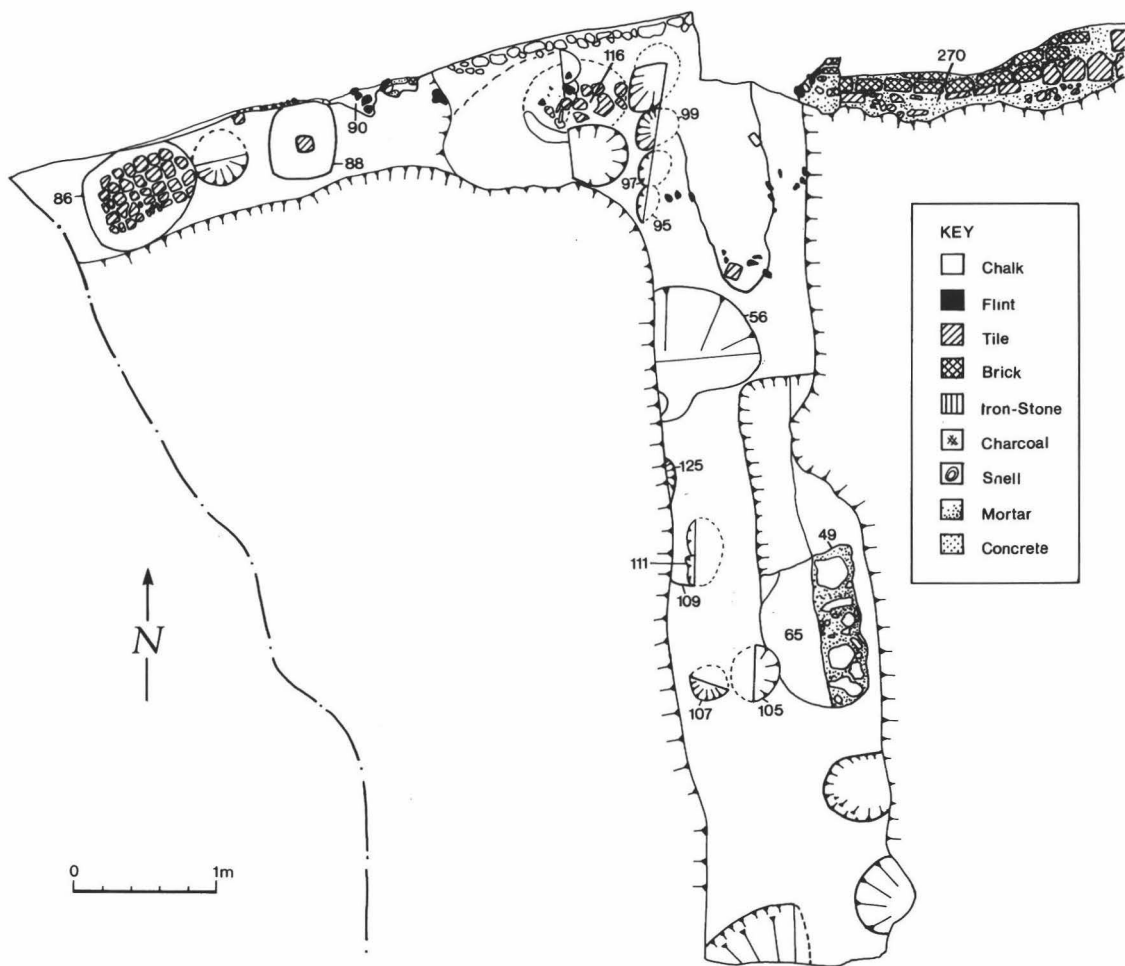 270
116
99
90
88
86
97
95
56
125
49
111
109
65
107
105
N
0 1m
KEY
Chalk
Flint
Tile
Brick
Iron-Stone
Charcoal
Snell
Mortar
Concrete